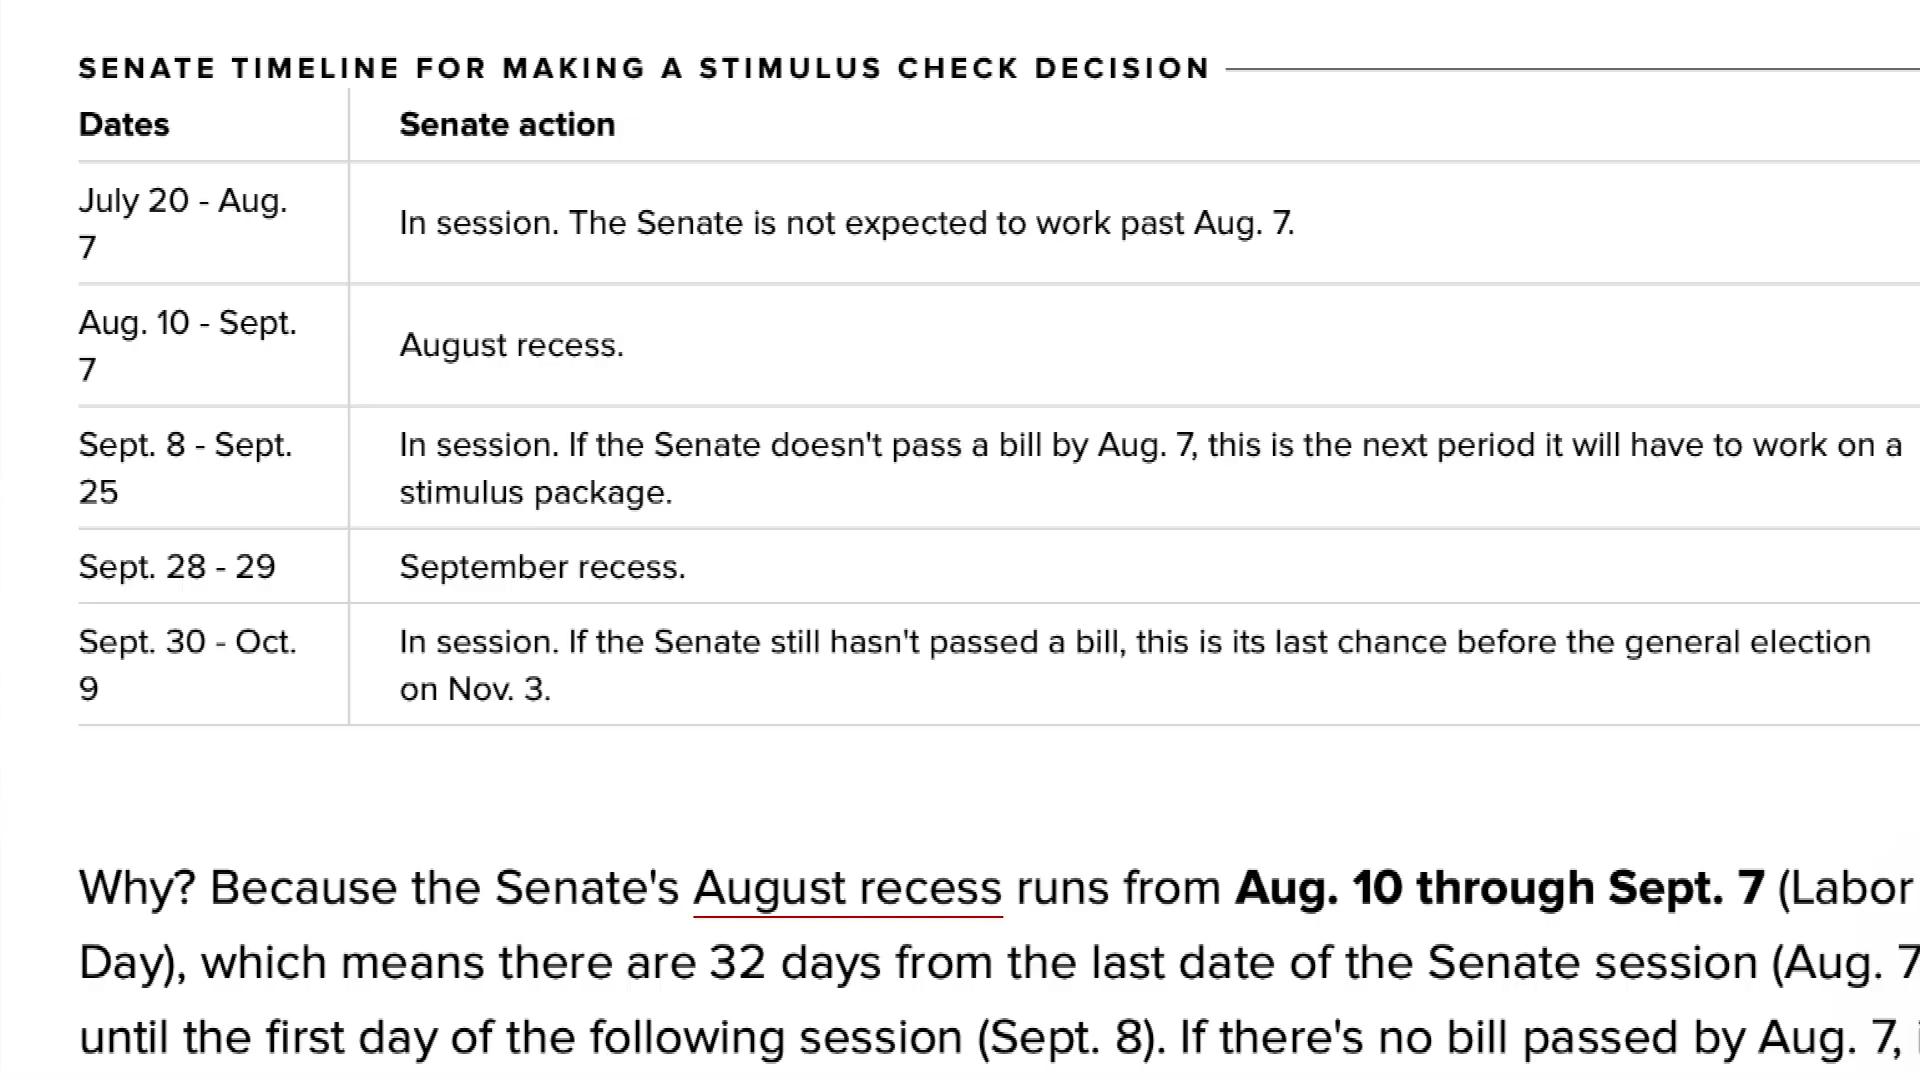 SENATE TIMELINE FOR MAKING A STIMULUS CHECK DECISION
Dates Senate action
July 20 - Aug. 7 In session. The Senate is not expected to work past Aug. 7.
Aug. 10 - Sept. 7 August recess.
Sept. 8 - Sept. 25 In session. If the Senate doesn't pass a bill by Aug. 7, this is the next period it will have to work on a
stimulus package.
Sept. 28 - 29 September recess.
Sept. 30 - Oct. 9 In session. If the Senate still hasn't passed a bill, this is its last chance before the general election
on Nov. 3.
Why? Because the Senate's August recess runs from Aug. 10 through Sept. 7 (Labor
Day), which means there are 32 days from the last date of the Senate session (Aug. 7
until the first day of the following session (Sept. 8). If there's no bill passed by Aug. 7,